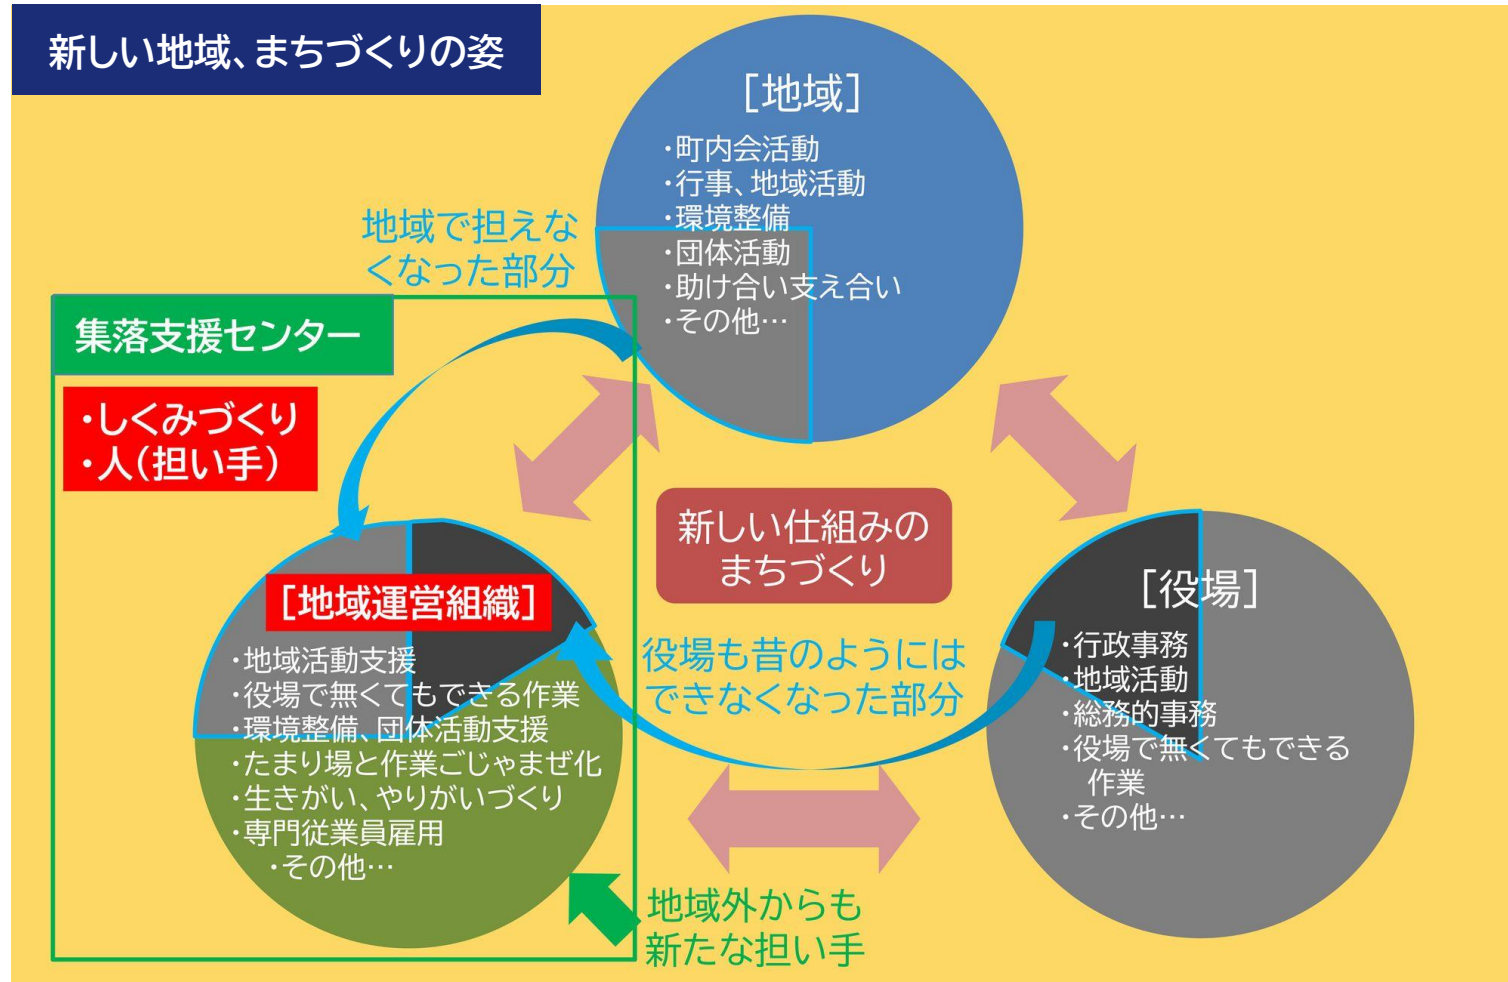 新しい地域、まちづくりの姿
［地域］
・町内会活動
・行事、地域活動
・環境整備
・団体活動
・助け合い支え合い
・その他…
地域で担えな
くなった部分
集落支援センター
・しくみづくり
・人（担い手）
新しい仕組みの
まちづくり
［地域運営組織］
・地域活動支援
・役場で無くてもできる作業
・環境整備、団体活動支援
・たまり場と作業ごじゃまぜ化
・生きがい、やりがいづくり
・専門従業員雇用
・その他…
役場も昔のようには
できなくなった部分
［役場］
・行政事務
・地域活動
・総務的事務
・役場で無くてもできる
作業
・その他…
地域外からも
新たな担い手